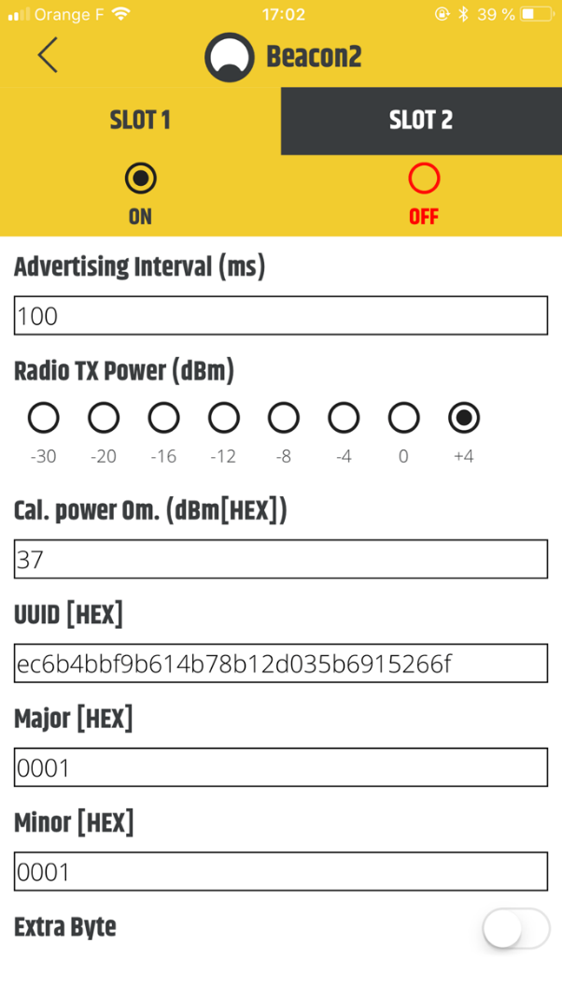 Orange F 17:02 39 %
Beacon2
SLOT 1 SLOT 2
ON OFF
Advertising Interval (ms)
100
Radio TX Power (dBm)
-30 -20 -16 -12 -8 -4 0 +4
Cal. power 0m. (dBm[HEX])
37
UUID [HEX]
ec6b4bbf9b614b78b12d035b6915266f
Major [HEX]
0001
Minor [HEX]
0001
Extra Byte